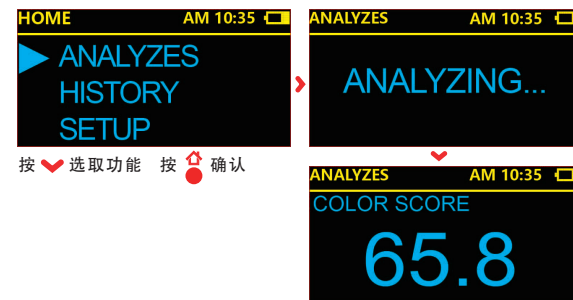 HOME AM 10:35
ANALYZES
HISTORY
SETUP
按 选取功能 按 确认
ANALYZES AM 10:35
ANALYZING...
ANALYZES AM 10:35
COLOR SCORE
65.8